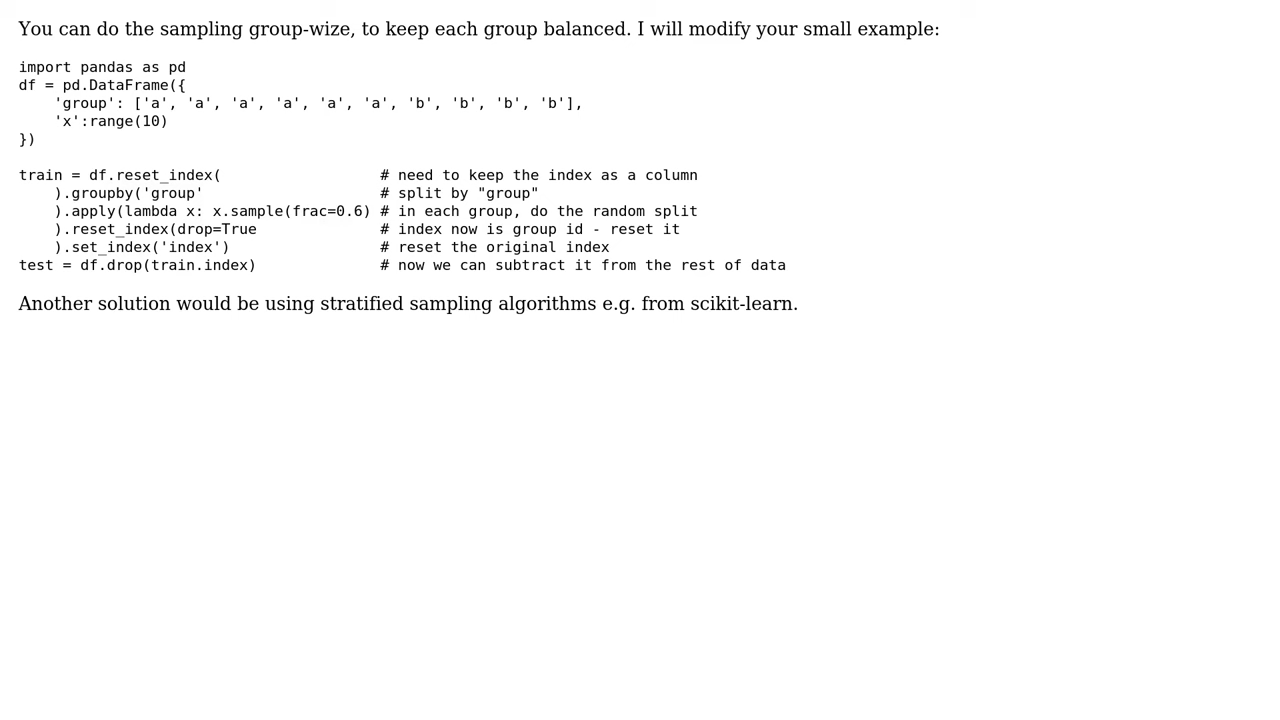 You can do the sampling group-wize, to keep each group balanced. I will modify your small example:
import pandas as pd
df = pd.DataFrame({
    'group': ['a', 'a', 'a', 'a', 'a', 'a', 'b', 'b', 'b', 'b'],
    'x':range(10)
})
train = df.reset_index(                  # need to keep the index as a column
    ).groupby('group'                    # split by "group"
    ).apply(lambda x: x.sample(frac=0.6) # in each group, do the random split
    ).reset_index(drop=True              # index now is group id - reset it
    ).set_index('index')                 # reset the original index
test = df.drop(train.index)              # now we can subtract it from the rest of data
Another solution would be using stratified sampling algorithms e.g. from scikit-learn.